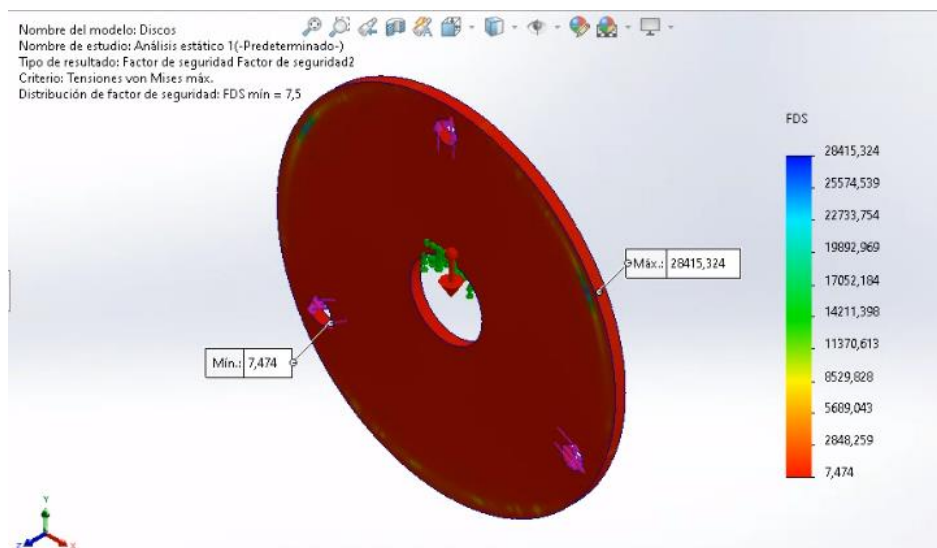 Nombre del modelo: Discos
Nombre de estudio: Análisis estático 1(-Predeterminado-)
Tipo de resultado: Factor de seguridad Factor de seguridad2
Criterio: Tensiones von Mises máx.
Distribución de factor de seguridad: FDS mín = 7,5
FDS
28415,324
25574,539
22733,754
19892,969
17052,184
14211,398
11370,613
8529,828
5689,043
2848,259
7,474
Máx.: 28415,324
Mín.: 7,474
Y
Z
X